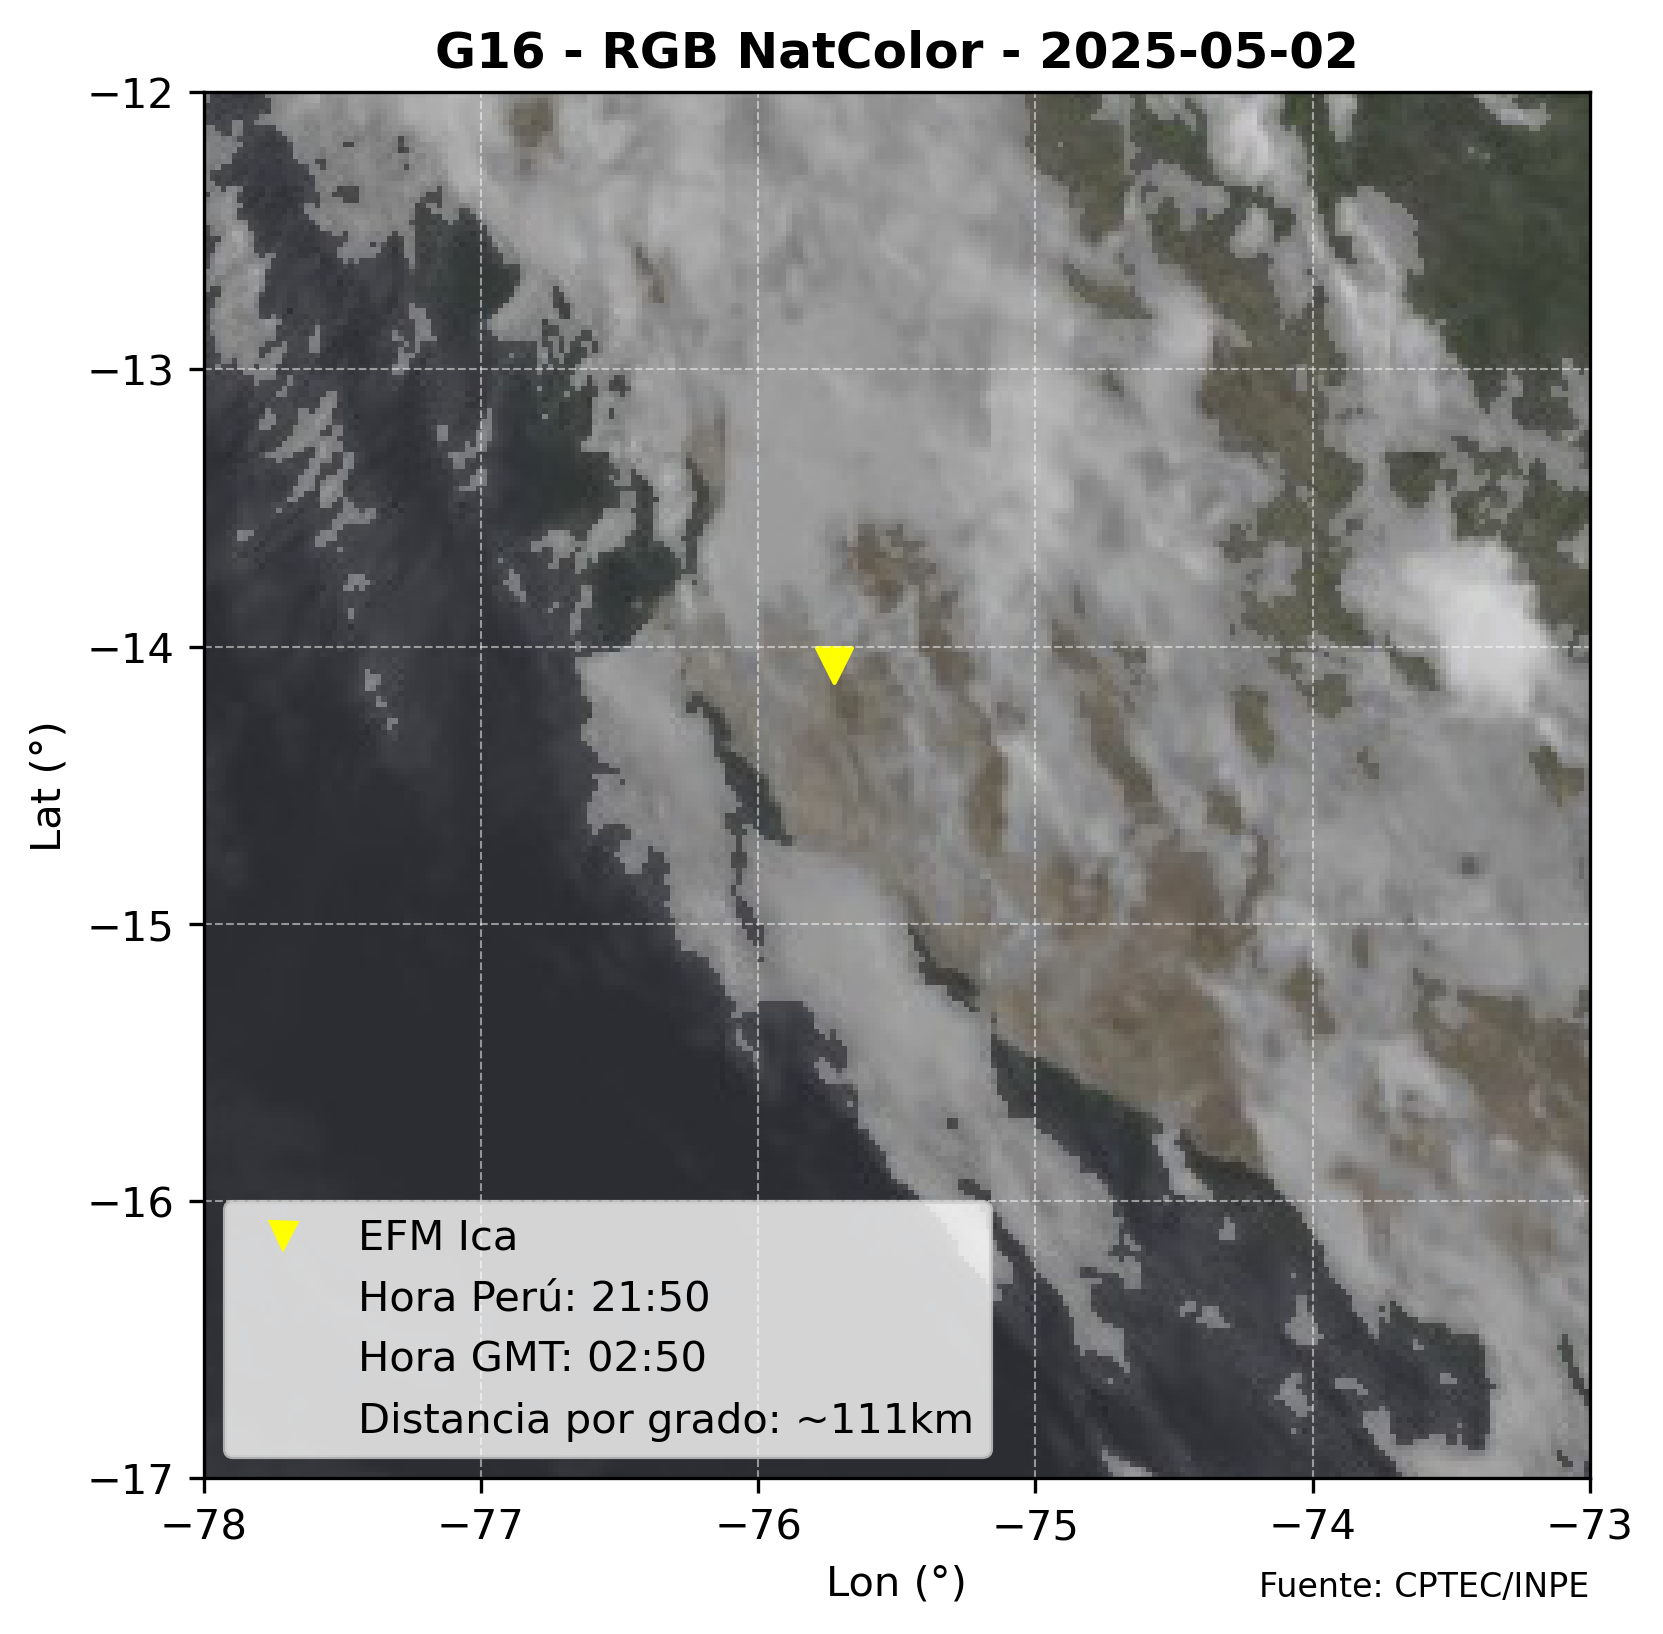 G16 - RGB NatColor - 2025-05-02
−12
−13
−14
−15
−16
−17
Lat (°)
EFM Ica
Hora Perú: 21:50
Hora GMT: 02:50
Distancia por grado: ~111km
−78 −77 −76 −75 −74 −73
Lon (°)
Fuente: CPTEC/INPE